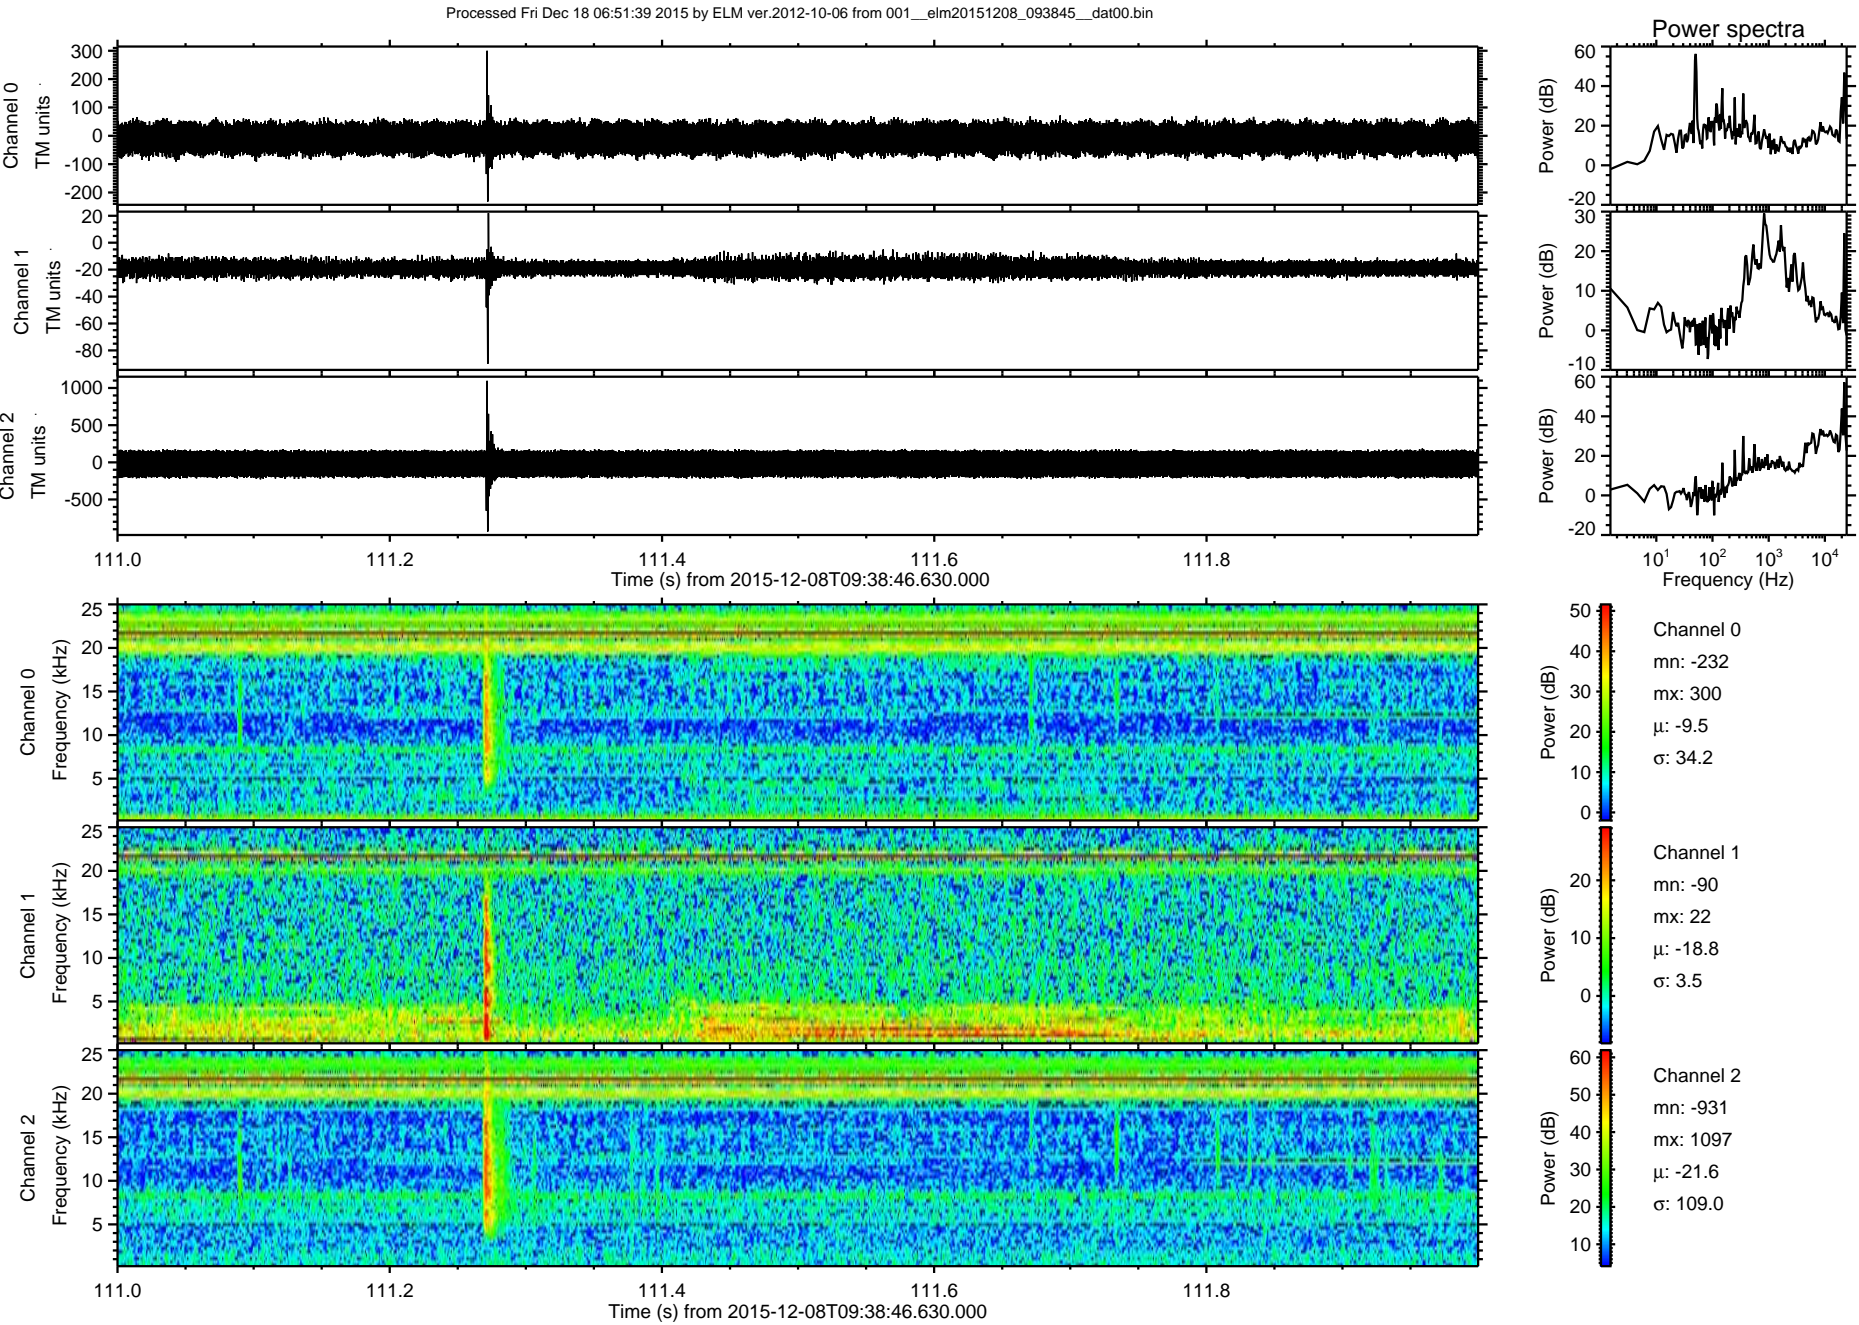 Processed Fri Dec 18 06:51:39 2015 by ELM ver.2012-10-06 from 001__elm20151208_093845__dat00.bin
Power spectra
Channel 0
TM units
300
200
100
0
-100
-200
Power (dB)
60
40
20
0
-20
Channel 1
TM units
20
0
-20
-40
-60
-80
Power (dB)
30
20
10
0
-10
Channel 2
TM units
1000
500
0
-500
Power (dB)
60
40
20
0
-20
111.0 111.2 111.4 111.6 111.8
Time (s) from 2015-12-08T09:38:46.630.000
10¹ 10² 10³ 10⁴
Frequency (Hz)
Channel 0
Frequency (kHz)
25
20
15
10
5
Power (dB)
50
40
30
20
10
0
Channel 0
mn: -232
mx: 300
μ: -9.5
σ: 34.2
Channel 1
Frequency (kHz)
25
20
15
10
5
Power (dB)
20
10
0
Channel 1
mn: -90
mx: 22
μ: -18.8
σ: 3.5
Channel 2
Frequency (kHz)
25
20
15
10
5
Power (dB)
60
50
40
30
20
10
Channel 2
mn: -931
mx: 1097
μ: -21.6
σ: 109.0
111.0 111.2 111.4 111.6 111.8
Time (s) from 2015-12-08T09:38:46.630.000